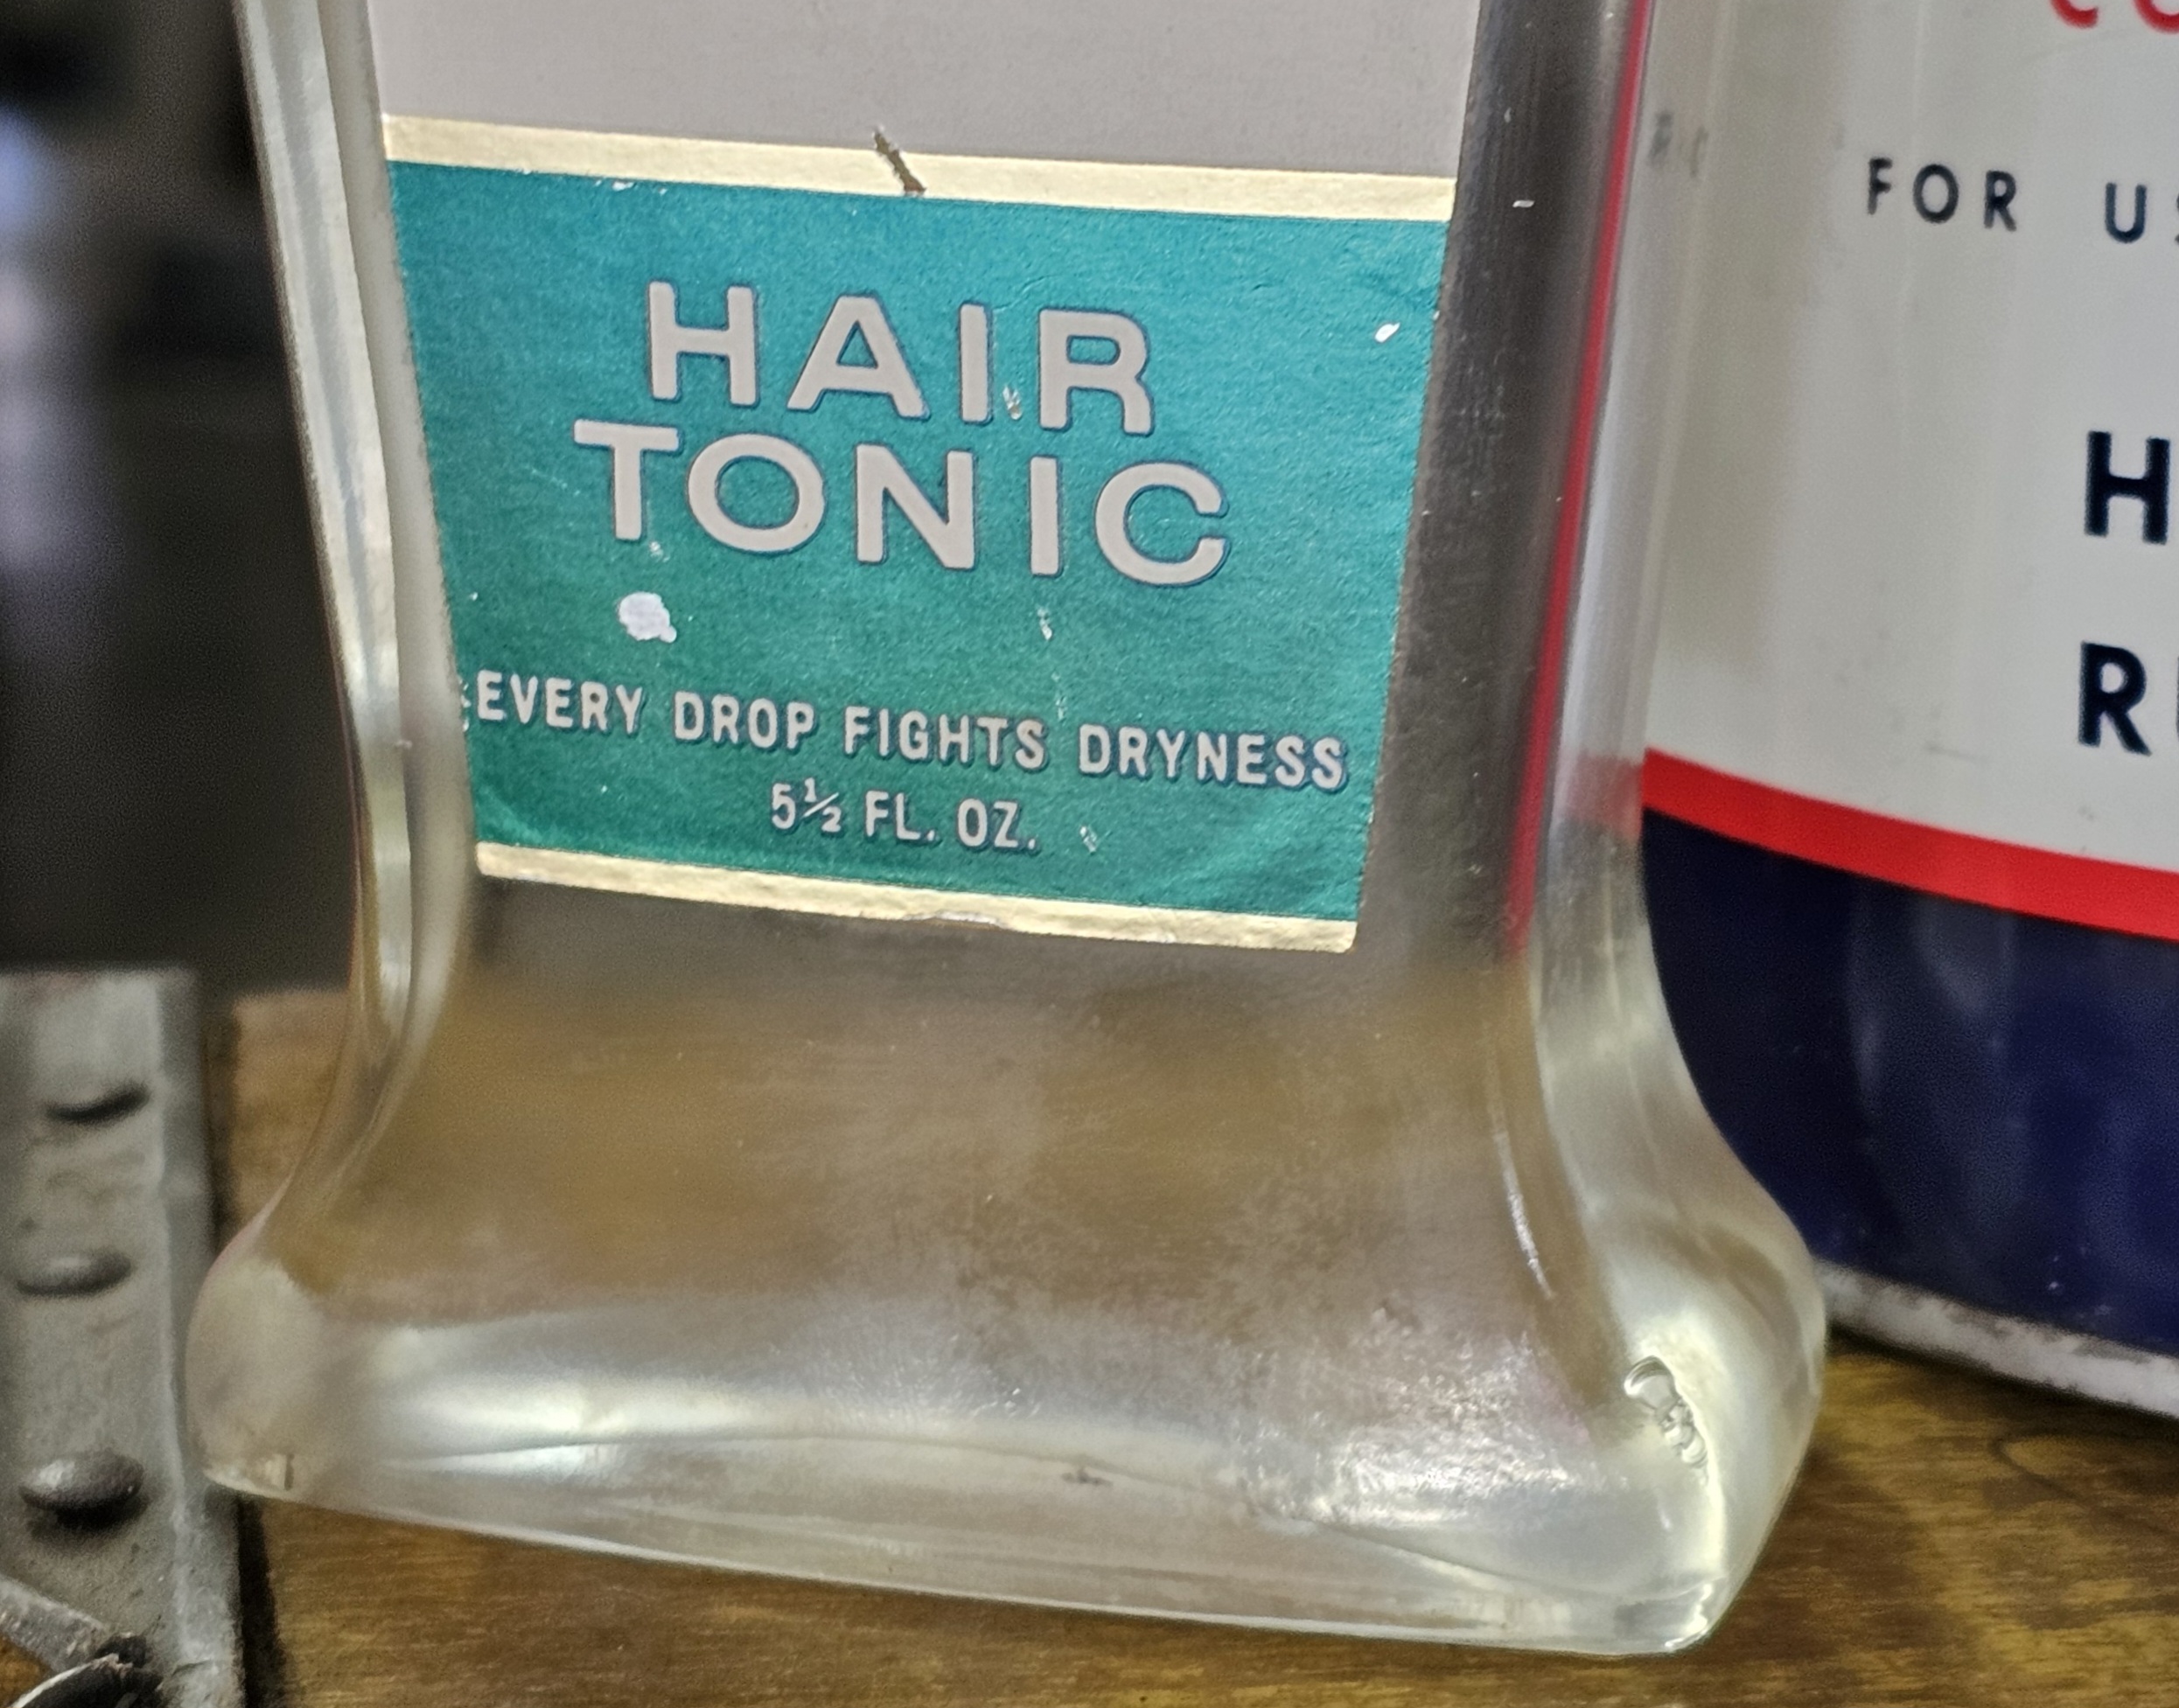 HAIR
TONIC
EVERY DROP FIGHTS DRYNESS
5½ FL. OZ.
FOR
H